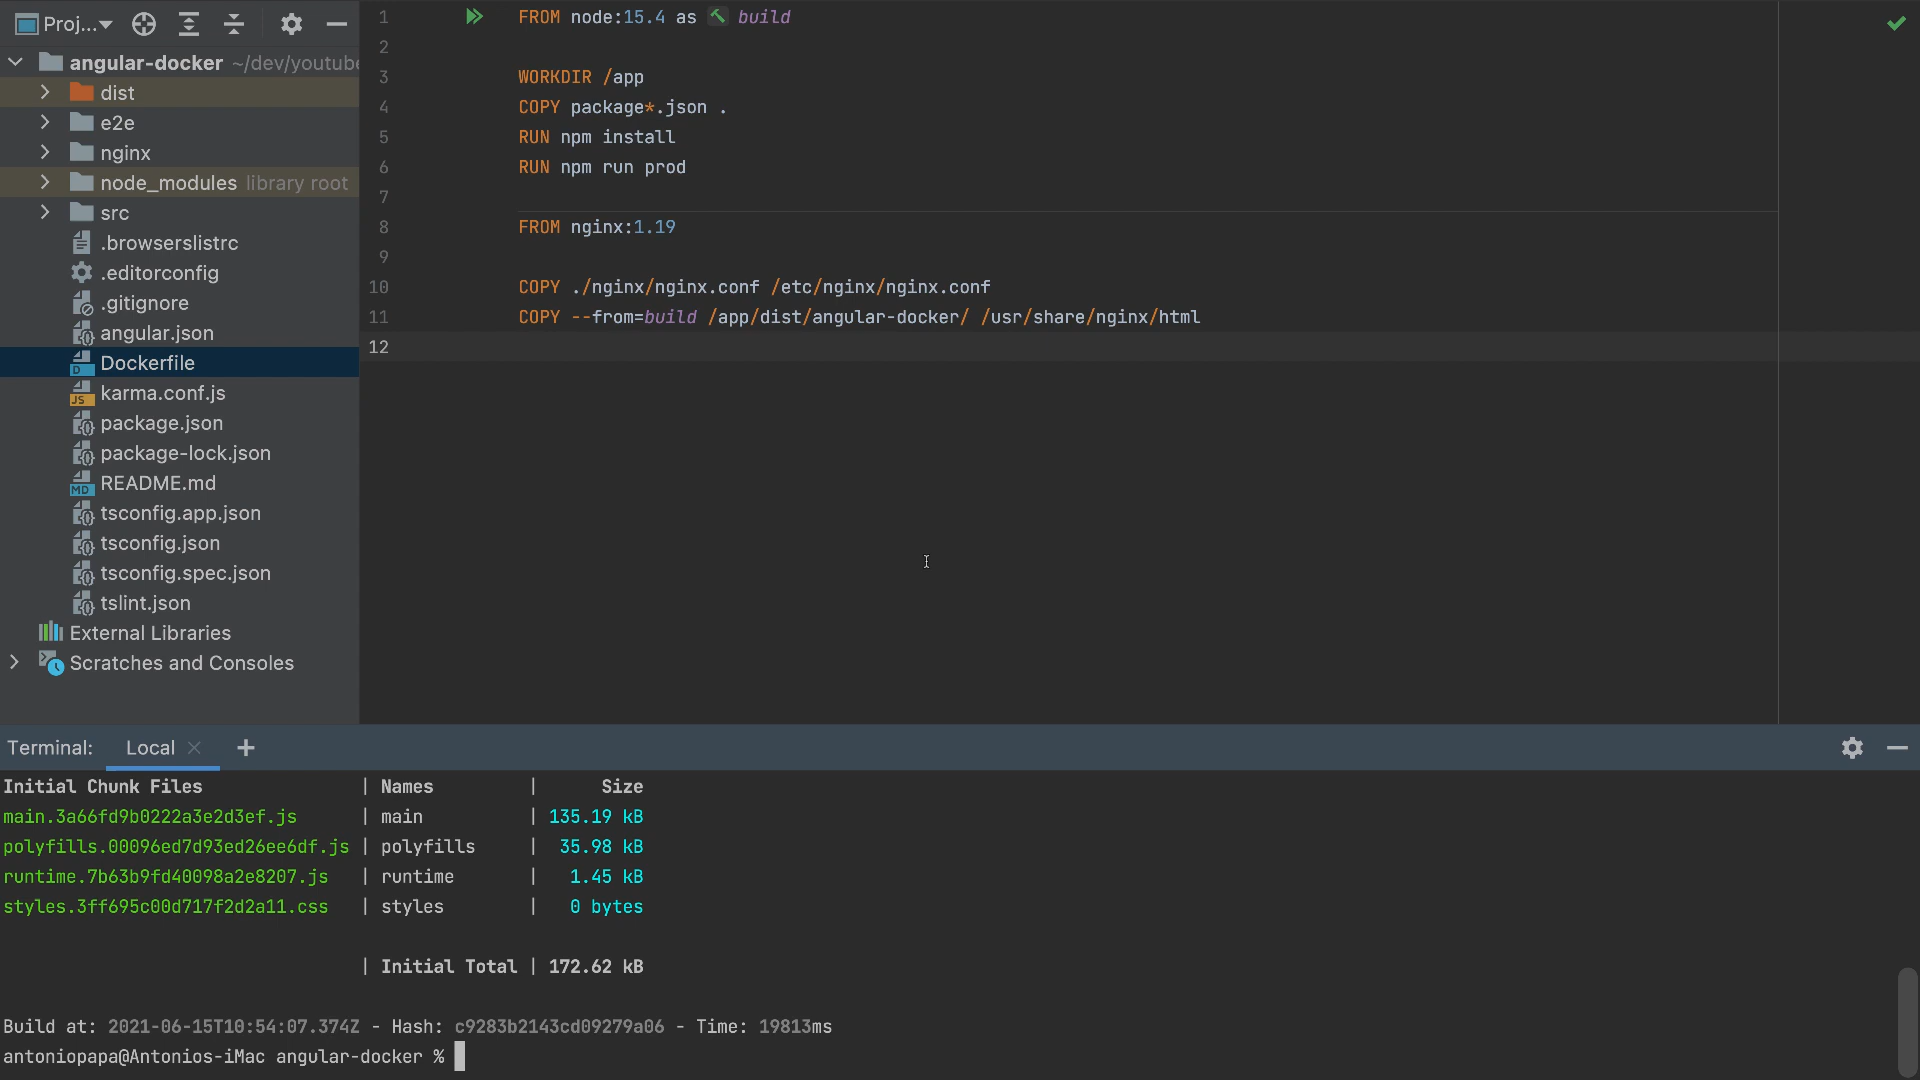 Proj...
angular-docker ~/dev/youtube
dist
e2e
nginx
node_modules library root
src
.browserslistrc
.editorconfig
.gitignore
angular.json
Dockerfile
karma.conf.js
package.json
package-lock.json
README.md
tsconfig.app.json
tsconfig.json
tsconfig.spec.json
tslint.json
External Libraries
Scratches and Consoles
1 FROM node:15.4 as build
2
3 WORKDIR /app
4 COPY package*.json .
5 RUN npm install
6 RUN npm run prod
7
8 FROM nginx:1.19
9
10 COPY ./nginx/nginx.conf /etc/nginx/nginx.conf
11 COPY --from=build /app/dist/angular-docker/ /usr/share/nginx/html
12
Terminal: Local
Initial Chunk Files | Names | Size
main.3a66fd9b0222a3e2d3ef.js | main | 135.19 kB
polyfills.00096ed7d93ed26ee6df.js | polyfills | 35.98 kB
runtime.7b63b9fd40098a2e8207.js | runtime | 1.45 kB
styles.3ff695c00d717f2d2a11.css | styles | 0 bytes
| Initial Total | 172.62 kB
Build at: 2021-06-15T10:54:07.374Z - Hash: c9283b2143cd09279a06 - Time: 19813ms
antoniopapa@Antonios-iMac angular-docker %